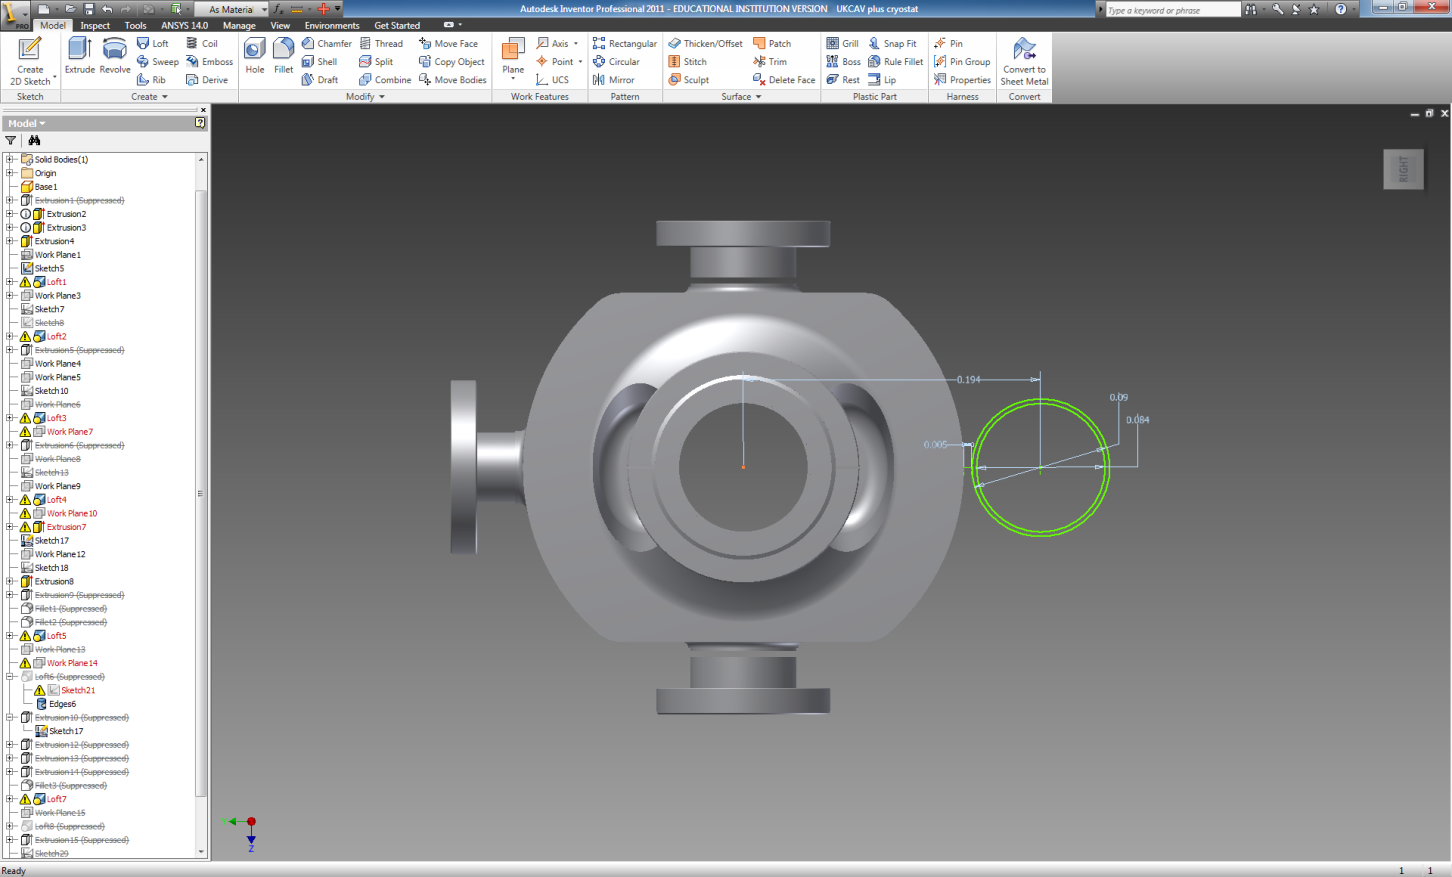 As Material
Autodesk Inventor Professional 2011 - EDUCATIONAL INSTITUTION VERSION UKCAV plus cryostat
Type a keyword or phrase
PRO
Model Inspect Tools ANSYS 14.0 Manage View Environments Get Started
Create
2D Sketch
Extrude Revolve
Loft Coil
Sweep Emboss
Rib Derive
Hole Fillet
Chamfer Thread Move Face
Shell Split Copy Object
Draft Combine Move Bodies
Plane
Axis
Point
UCS
Rectangular
Circular
Mirror
Thicken/Offset Patch
Stitch Trim
Sculpt Delete Face
Grill Snap Fit
Boss Rule Fillet
Rest Lip
Pin
Pin Group
Properties
Convert to
Sheet Metal
Sketch Create Modify Work Features Pattern Surface Plastic Part Harness Convert
Model
Solid Bodies(1)
Origin
Base1
Extrusion1 (Suppressed)
Extrusion2
Extrusion3
Extrusion4
Work Plane1
Sketch5
Loft1
Work Plane3
Sketch7
Sketch8
Loft2
Extrusion5 (Suppressed)
Work Plane4
Work Plane5
Sketch10
Work Plane6
Loft3
Work Plane7
Extrusion6 (Suppressed)
Work Plane8
Sketch13
Work Plane9
Loft4
Work Plane10
Extrusion7
Sketch17
Work Plane12
Sketch18
Extrusion8
Extrusion9 (Suppressed)
Fillet1 (Suppressed)
Fillet2 (Suppressed)
Loft5
Work Plane13
Work Plane14
Loft6 (Suppressed)
Sketch21
Edges6
Extrusion10 (Suppressed)
Sketch17
Extrusion12 (Suppressed)
Extrusion13 (Suppressed)
Extrusion14 (Suppressed)
Fillet3 (Suppressed)
Loft7
Work Plane15
Loft8 (Suppressed)
Extrusion15 (Suppressed)
Sketch29
RIGHT
0.194
0.09
0.084
0.005
Z
Ready
1 1